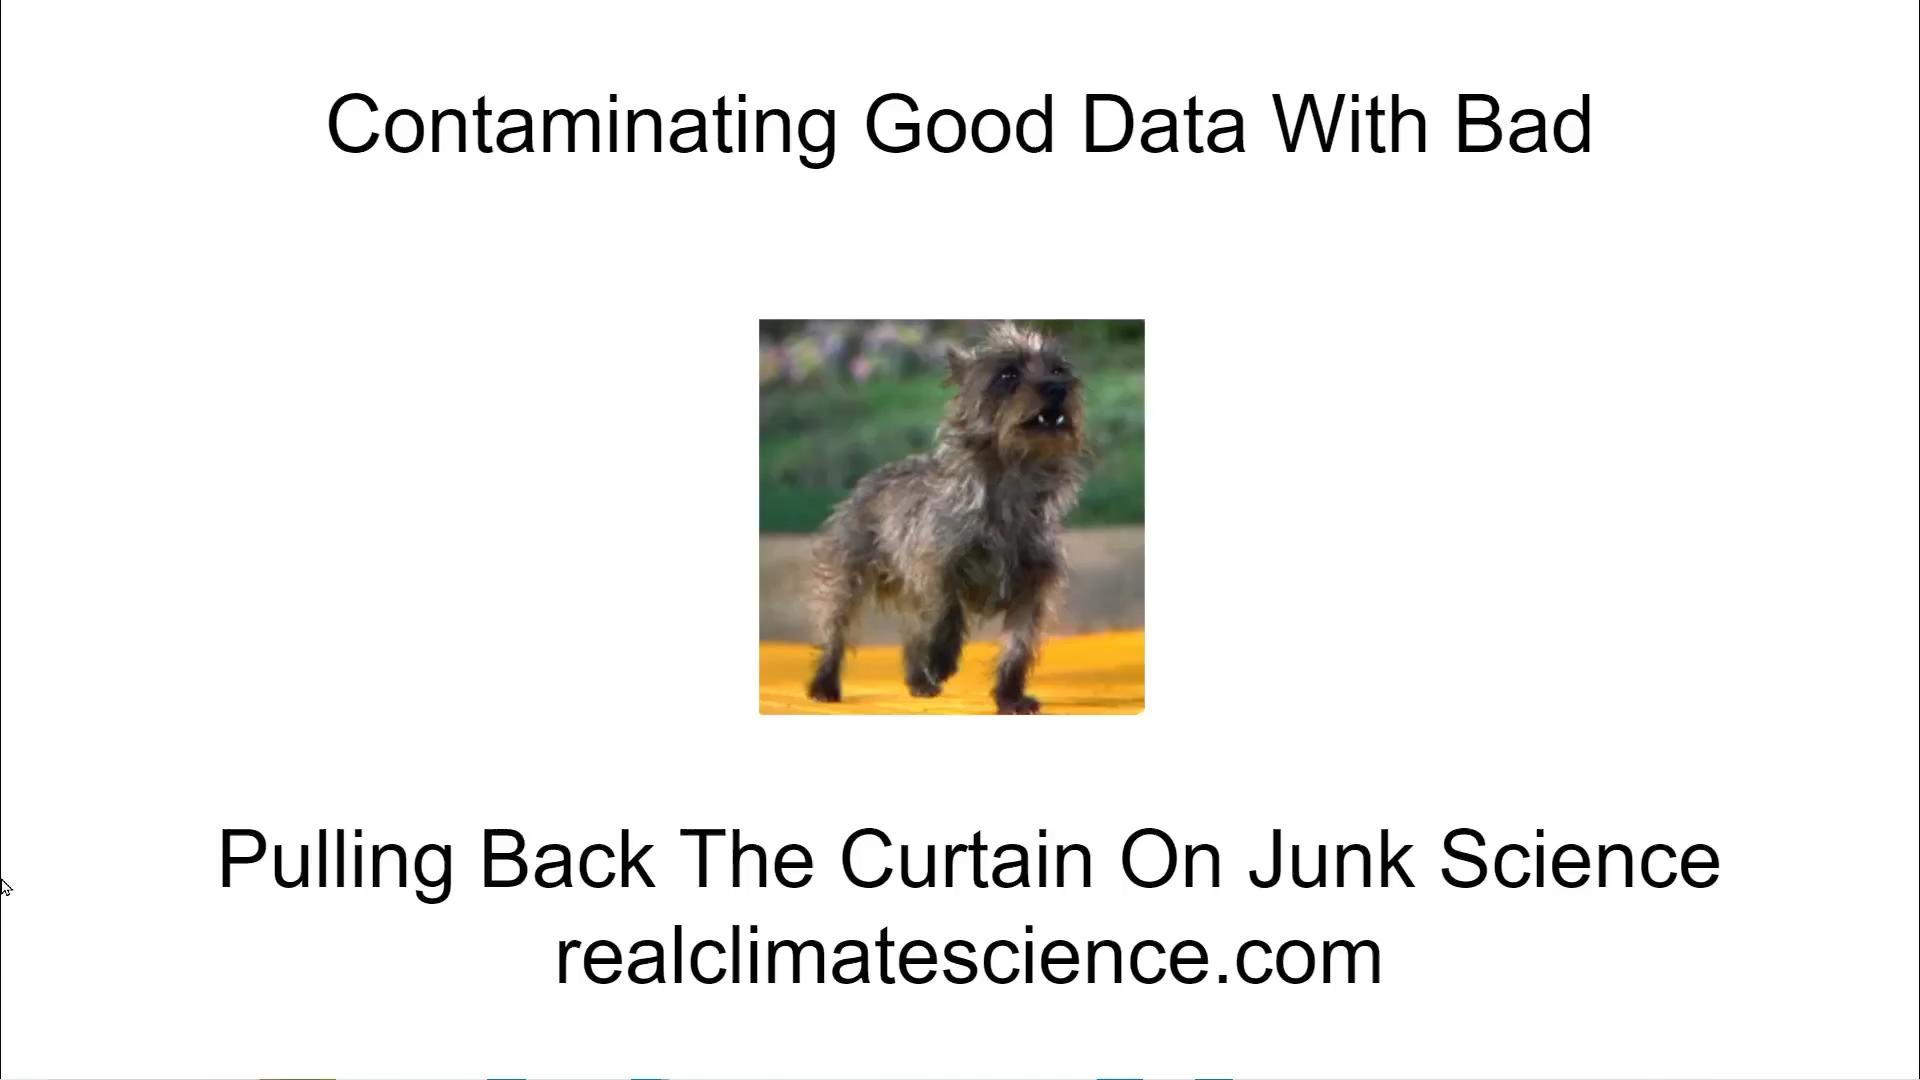 Contaminating Good Data With Bad
Pulling Back The Curtain On Junk Science
realclimatescience.com